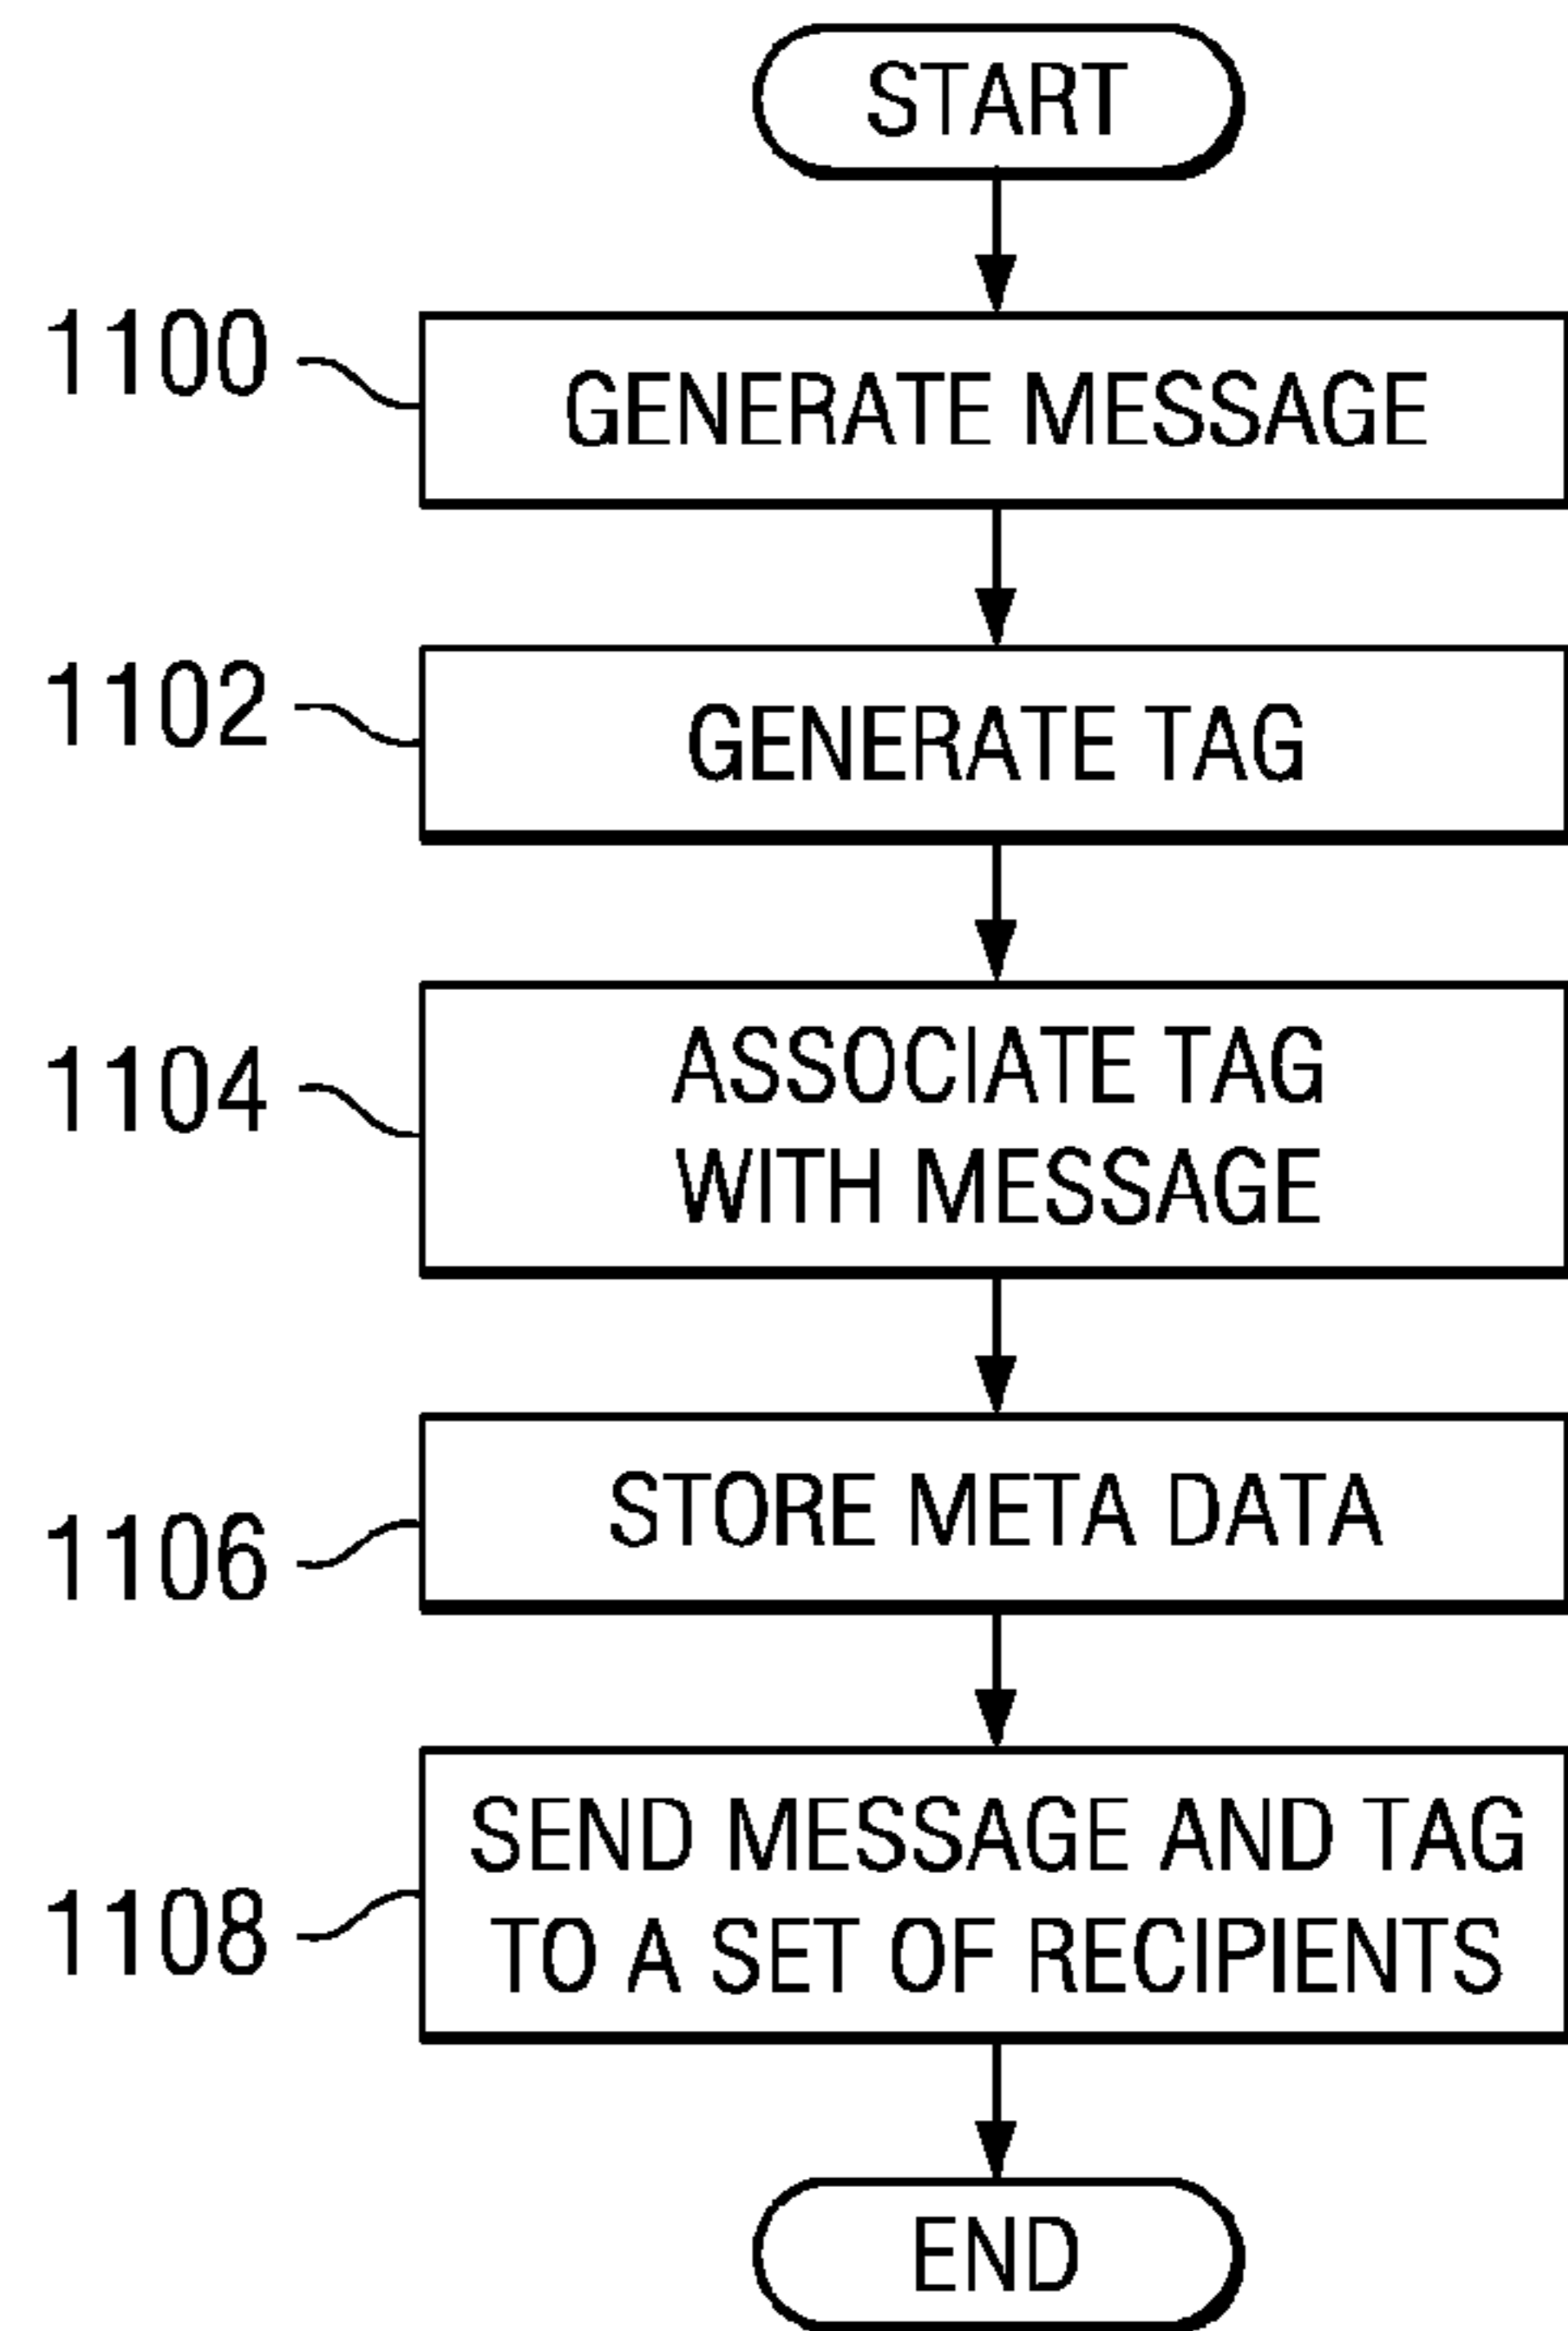 START
1100
GENERATE MESSAGE
1102
GENERATE TAG
1104
ASSOCIATE TAG
WITH MESSAGE
1106
STORE META DATA
1108
SEND MESSAGE AND TAG
TO A SET OF RECIPIENTS
END